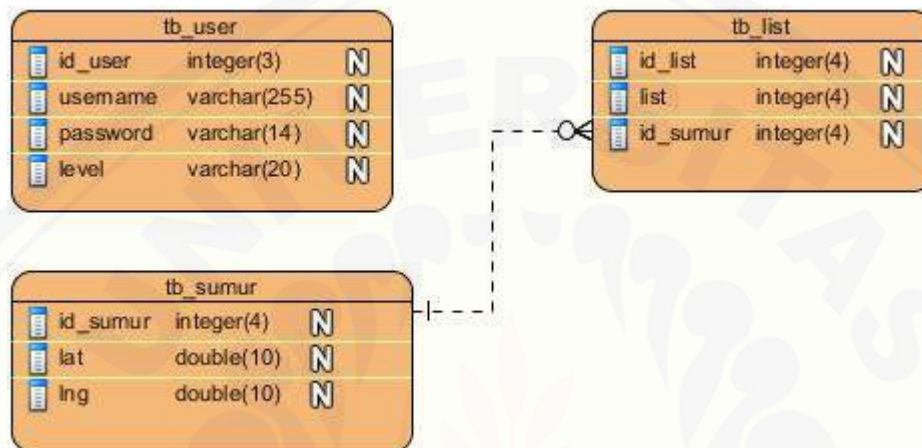 tb_user
id_user integer(3) N
username varchar(255) N
password varchar(14) N
level varchar(20) N
tb_list
id_list integer(4) N
list integer(4) N
id_sumur integer(4) N
tb_sumur
id_sumur integer(4) N
lat double(10) N
lng double(10) N
UNIVERSITAS